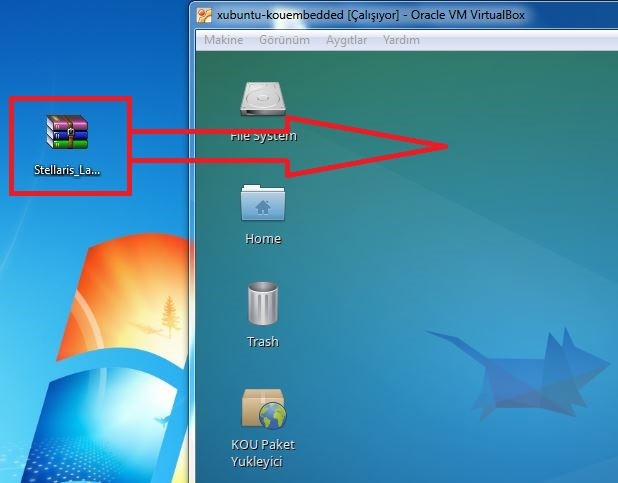 xubuntu-kouembedded [Çalışıyor] - Oracle VM VirtualBox
Makine Görünüm Aygıtlar Yardım
Stellaris_La...
File System
Home
Trash
KOU Paket
Yukleyici